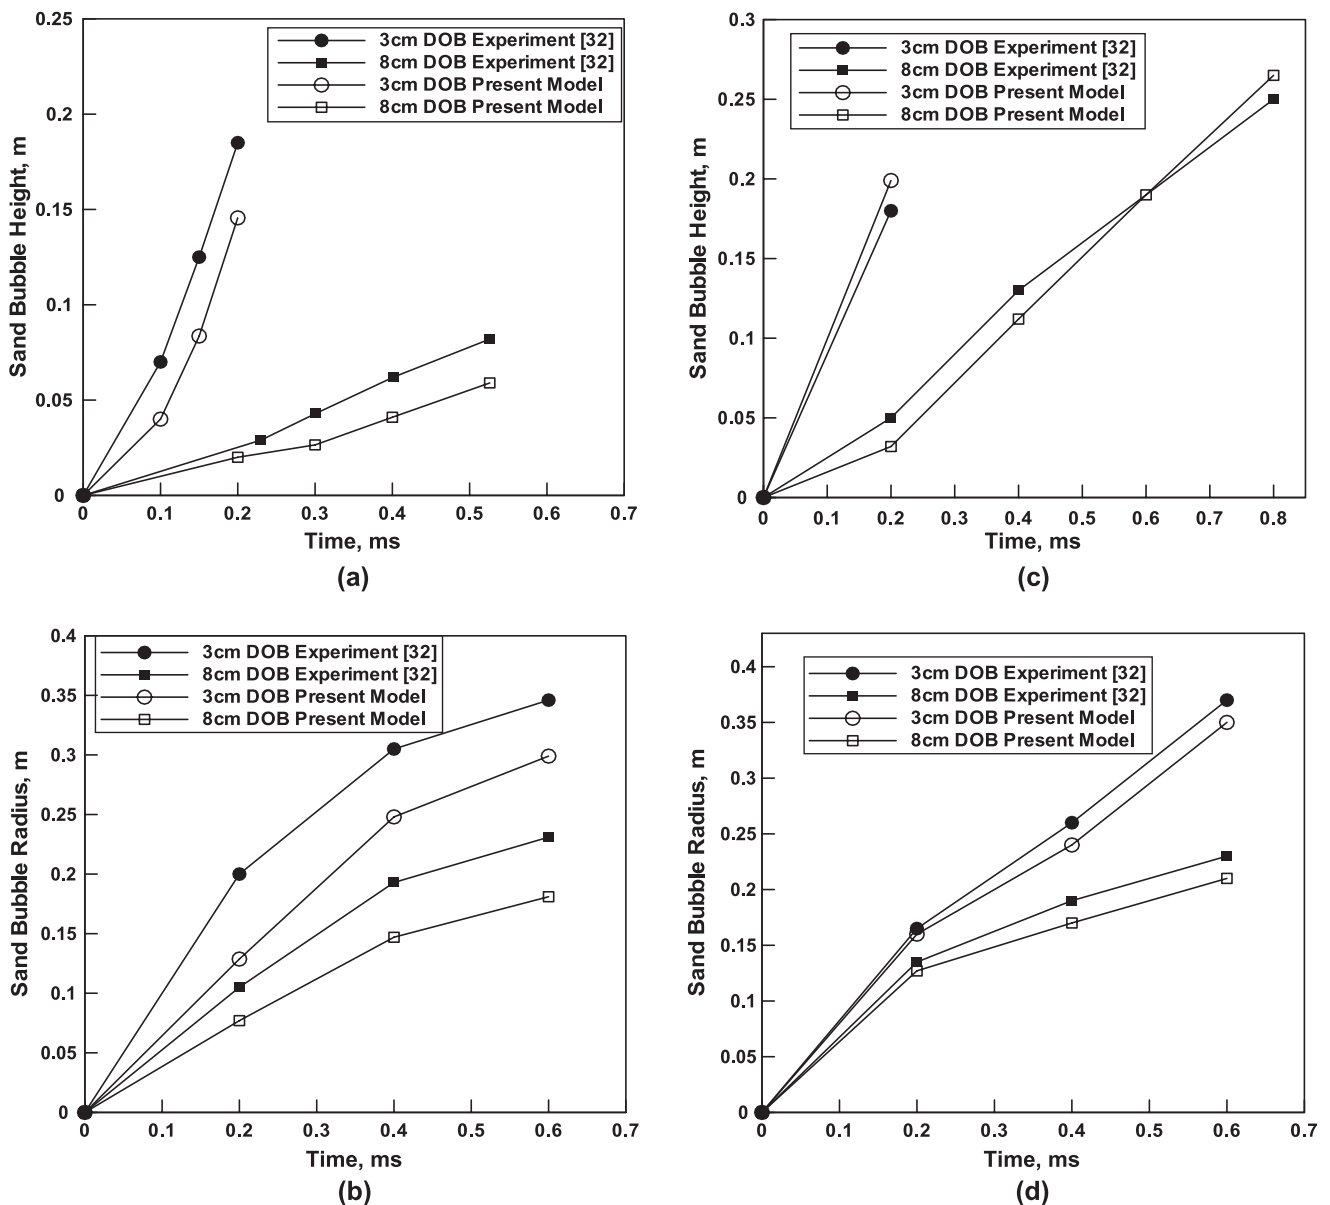 0.25
0.2
0.15
0.1
0.05
0
Sand Bubble Height, m
3cm DOB Experiment [32]
8cm DOB Experiment [32]
3cm DOB Present Model
8cm DOB Present Model
0 0.1 0.2 0.3 0.4 0.5 0.6 0.7
Time, ms
(a)
0.3
0.25
0.2
0.15
0.1
0.05
0
Sand Bubble Height, m
3cm DOB Experiment [32]
8cm DOB Experiment [32]
3cm DOB Present Model
8cm DOB Present Model
0 0.1 0.2 0.3 0.4 0.5 0.6 0.7 0.8
Time, ms
(c)
0.4
0.35
0.3
0.25
0.2
0.15
0.1
0.05
0
Sand Bubble Radius, m
3cm DOB Experiment [32]
8cm DOB Experiment [32]
3cm DOB Present Model
8cm DOB Present Model
0 0.1 0.2 0.3 0.4 0.5 0.6 0.7
Time, ms
(b)
0.4
0.35
0.3
0.25
0.2
0.15
0.1
0.05
0
Sand Bubble Radius, m
3cm DOB Experiment [32]
8cm DOB Experiment [32]
3cm DOB Present Model
8cm DOB Present Model
0 0.1 0.2 0.3 0.4 0.5 0.6 0.7
Time, ms
(d)